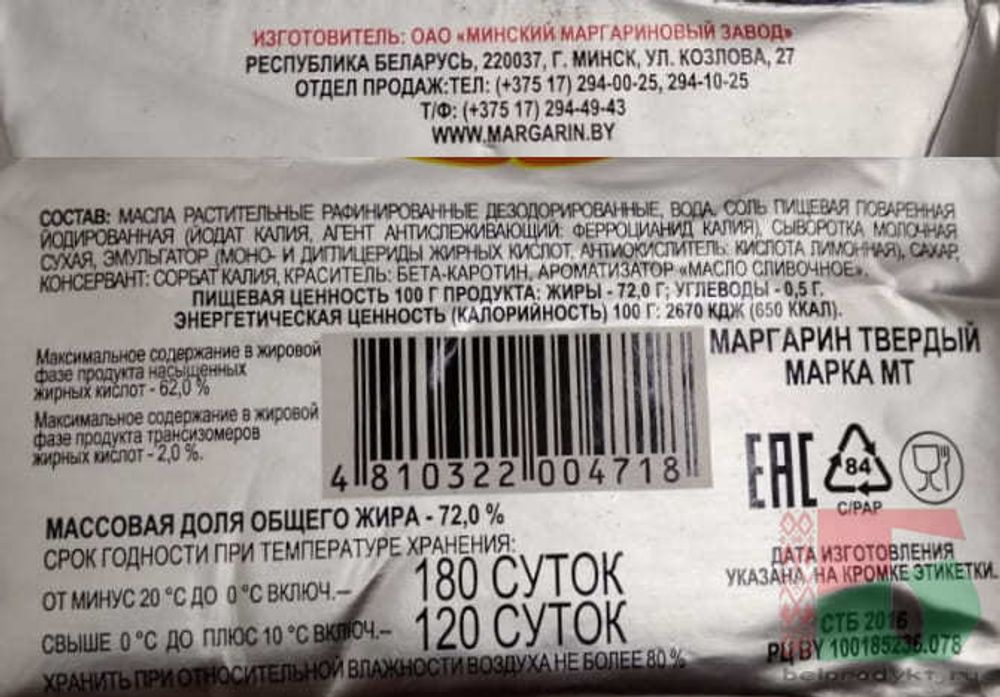 ИЗГОТОВИТЕЛЬ: ОАО «МИНСКИЙ МАРГАРИНОВЫЙ ЗАВОД»
РЕСПУБЛИКА БЕЛАРУСЬ, 220037, Г. МИНСК, УЛ. КОЗЛОВА, 27
ОТДЕЛ ПРОДАЖ:ТЕЛ: (+375 17) 294-00-25, 294-10-25
Т/Ф: (+375 17) 294-49-43
WWW.MARGARIN.BY
СОСТАВ: МАСЛА РАСТИТЕЛЬНЫЕ РАФИНИРОВАННЫЕ ДЕЗОДОРИРОВАННЫЕ, ВОДА, СОЛЬ ПИЩЕВАЯ ПОВАРЕННАЯ
ЙОДИРОВАННАЯ (ЙОДАТ КАЛИЯ, АГЕНТ АНТИСЛЕЖИВАЮЩИЙ: ФЕРРОЦИАНИД КАЛИЯ), СЫВОРОТКА МОЛОЧНАЯ
СУХАЯ, ЭМУЛЬГАТОР (МОНО- И ДИГЛИЦЕРИДЫ ЖИРНЫХ КИСЛОТ, АНТИОКИСЛИТЕЛЬ: КИСЛОТА ЛИМОННАЯ), САХАР,
КОНСЕРВАНТ: СОРБАТ КАЛИЯ, КРАСИТЕЛЬ: БЕТА-КАРОТИН, АРОМАТИЗАТОР «МАСЛО СЛИВОЧНОЕ».
ПИЩЕВАЯ ЦЕННОСТЬ 100 Г ПРОДУКТА: ЖИРЫ - 72,0 Г; УГЛЕВОДЫ - 0,5 Г.
ЭНЕРГЕТИЧЕСКАЯ ЦЕННОСТЬ (КАЛОРИЙНОСТЬ) 100 Г: 2670 КДЖ (650 ККАЛ).
Максимальное содержание в жировой
фазе продукта насыщенных
жирных кислот - 62,0 %
Максимальное содержание в жировой
фазе продукта трансизомеров
жирных кислот - 2,0 %.
4 810322 004718
МАРГАРИН ТВЕРДЫЙ
МАРКА МТ
EAC
84
C/PAP
МАССОВАЯ ДОЛЯ ОБЩЕГО ЖИРА - 72,0 %
СРОК ГОДНОСТИ ПРИ ТЕМПЕРАТУРЕ ХРАНЕНИЯ:
ОТ МИНУС 20 °С ДО 0 °С ВКЛЮЧ.– 180 СУТОК
СВЫШЕ 0 °С ДО ПЛЮС 10 °С ВКЛЮЧ.– 120 СУТОК
ХРАНИТЬ ПРИ ОТНОСИТЕЛЬНОЙ ВЛАЖНОСТИ ВОЗДУХА НЕ БОЛЕЕ 80 %
ДАТА ИЗГОТОВЛЕНИЯ
УКАЗАНА НА КРОМКЕ ЭТИКЕТКИ.
СТБ 2016
РЦ BY 100185236.078
belprodykt.ru